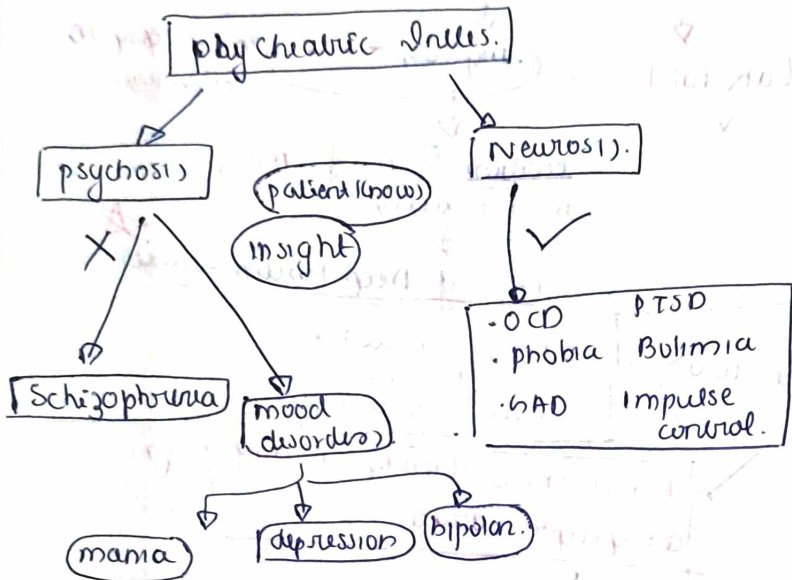 psycheatric Illnes.
psychosis
Neurosis.
patient (know)
insight
X
✓
.OCD PTSD
. phobia Bulimia
.GAD Impulse
control.
Schizophrenia
mood
disorders
mania
depression
bipolar.